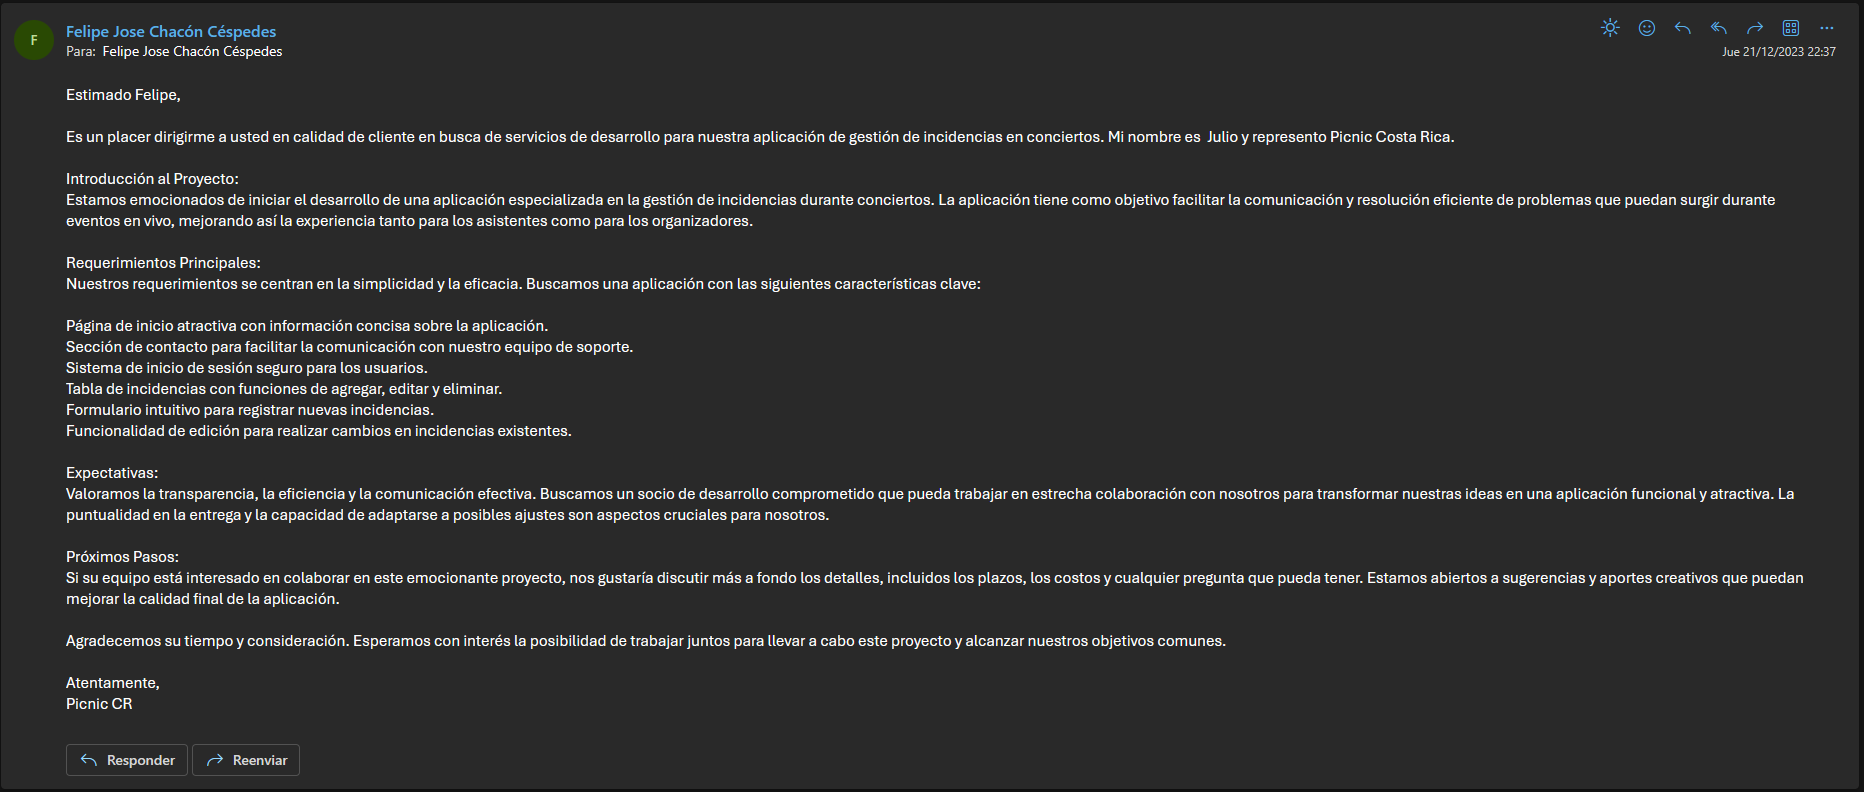 F
Felipe Jose Chacón Céspedes
Para: Felipe Jose Chacón Céspedes
Jue 21/12/2023 22:37
Estimado Felipe,
Es un placer dirigirme a usted en calidad de cliente en busca de servicios de desarrollo para nuestra aplicación de gestión de incidencias en conciertos. Mi nombre es  Julio y represento Picnic Costa Rica.
Introducción al Proyecto:
Estamos emocionados de iniciar el desarrollo de una aplicación especializada en la gestión de incidencias durante conciertos. La aplicación tiene como objetivo facilitar la comunicación y resolución eficiente de problemas que puedan surgir durante
eventos en vivo, mejorando así la experiencia tanto para los asistentes como para los organizadores.
Requerimientos Principales:
Nuestros requerimientos se centran en la simplicidad y la eficacia. Buscamos una aplicación con las siguientes características clave:
Página de inicio atractiva con información concisa sobre la aplicación.
Sección de contacto para facilitar la comunicación con nuestro equipo de soporte.
Sistema de inicio de sesión seguro para los usuarios.
Tabla de incidencias con funciones de agregar, editar y eliminar.
Formulario intuitivo para registrar nuevas incidencias.
Funcionalidad de edición para realizar cambios en incidencias existentes.
Expectativas:
Valoramos la transparencia, la eficiencia y la comunicación efectiva. Buscamos un socio de desarrollo comprometido que pueda trabajar en estrecha colaboración con nosotros para transformar nuestras ideas en una aplicación funcional y atractiva. La
puntualidad en la entrega y la capacidad de adaptarse a posibles ajustes son aspectos cruciales para nosotros.
Próximos Pasos:
Si su equipo está interesado en colaborar en este emocionante proyecto, nos gustaría discutir más a fondo los detalles, incluidos los plazos, los costos y cualquier pregunta que pueda tener. Estamos abiertos a sugerencias y aportes creativos que puedan
mejorar la calidad final de la aplicación.
Agradecemos su tiempo y consideración. Esperamos con interés la posibilidad de trabajar juntos para llevar a cabo este proyecto y alcanzar nuestros objetivos comunes.
Atentamente,
Picnic CR
Responder
Reenviar